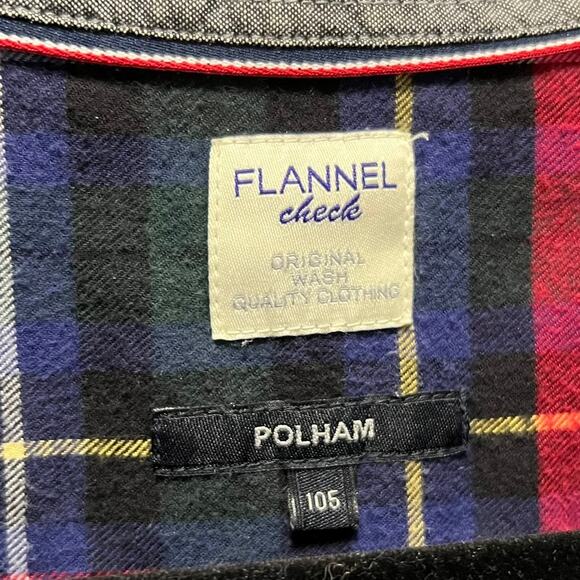 FLANNEL
check
ORIGINAL
WASH
QUALITY CLOTHING
POLHAM
105